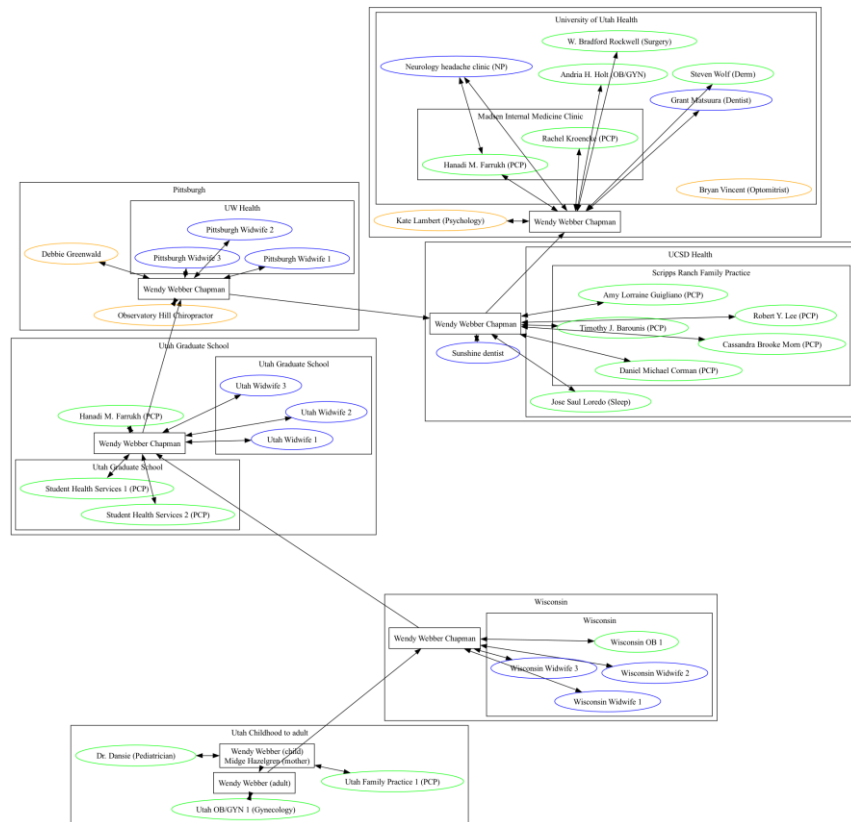 University of Utah Health
W. Bradford Rockwell (Surgery)
Neurology headache clinic (NP)
Andria H. Holt (OB/GYN)
Steven Wolf (Derm)
Grant Matsuura (Dentist)
Madsen Internal Medicine Clinic
Rachel Kroencke (PCP)
Hanadi M. Farrukh (PCP)
Bryan Vincent (Optomitrist)
Kate Lambert (Psychology)
Wendy Webber Chapman
Pittsburgh
UW Health
Pittsburgh Widwife 2
Debbie Greenwald
Pittsburgh Widwife 3
Pittsburgh Widwife 1
Wendy Webber Chapman
Observatory Hill Chiropractor
UCSD Health
Scripps Ranch Family Practice
Amy Lorraine Guigliano (PCP)
Robert Y. Lee (PCP)
Wendy Webber Chapman
Timothy J. Barounis (PCP)
Cassandra Brooke Morn (PCP)
Sunshine dentist
Daniel Michael Corman (PCP)
Jose Saul Loredo (Sleep)
Utah Graduate School
Utah Graduate School
Utah Widwife 3
Hanadi M. Farrukh (PCP)
Utah Widwife 2
Wendy Webber Chapman
Utah Widwife 1
Utah Graduate School
Student Health Services 1 (PCP)
Student Health Services 2 (PCP)
Wisconsin
Wisconsin
Wendy Webber Chapman
Wisconsin OB 1
Wisconsin Widwife 3
Wisconsin Widwife 2
Wisconsin Widwife 1
Utah Childhood to adult
Dr. Dansie (Pediatrician)
Wendy Webber (child)
Midge Hazelgren (mother)
Wendy Webber (adult)
Utah Family Practice 1 (PCP)
Utah OB/GYN 1 (Gynecology)